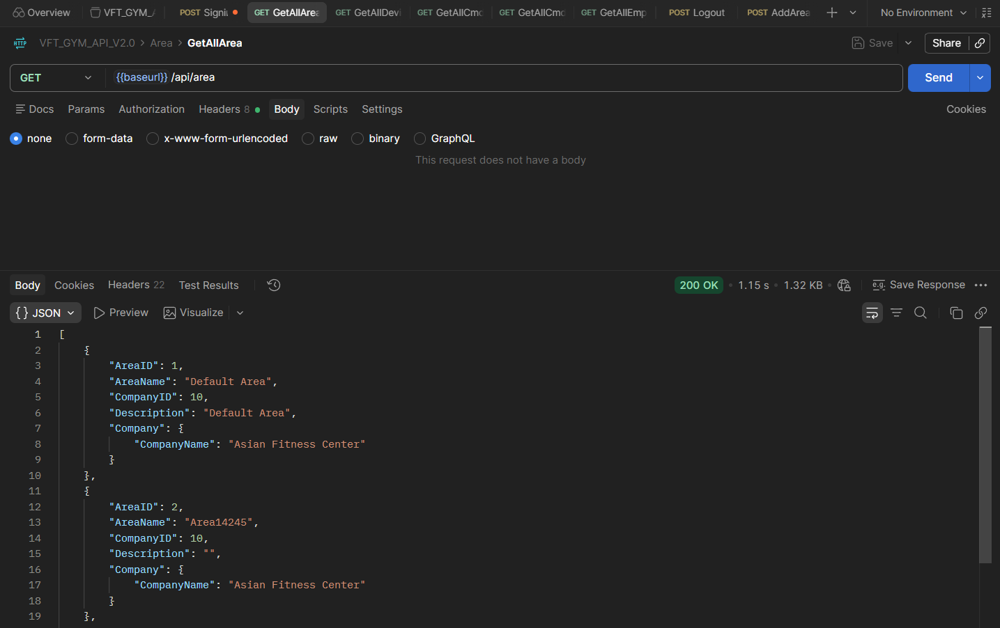 Overview VFT_GYM_ POST Signi GET GetAllArea GET GetAllDevi GET GetAllCmd GET GetAllCmd GET GetAllEmp POST Logout POST AddArea No Environment
HTTP VFT_GYM_API_V2.0 > Area > GetAllArea Save Share
GET {{baseurl}} /api/area Send
Docs Params Authorization Headers 8 Body Scripts Settings Cookies
none form-data x-www-form-urlencoded raw binary GraphQL
This request does not have a body
Body Cookies Headers 22 Test Results 200 OK • 1.15 s • 1.32 KB • e.g. Save Response
{} JSON Preview Visualize
1 [
2 {
3 "AreaID": 1,
4 "AreaName": "Default Area",
5 "CompanyID": 10,
6 "Description": "Default Area",
7 "Company": {
8 "CompanyName": "Asian Fitness Center"
9 }
10 },
11 {
12 "AreaID": 2,
13 "AreaName": "Area14245",
14 "CompanyID": 10,
15 "Description": "",
16 "Company": {
17 "CompanyName": "Asian Fitness Center"
18 }
19 },